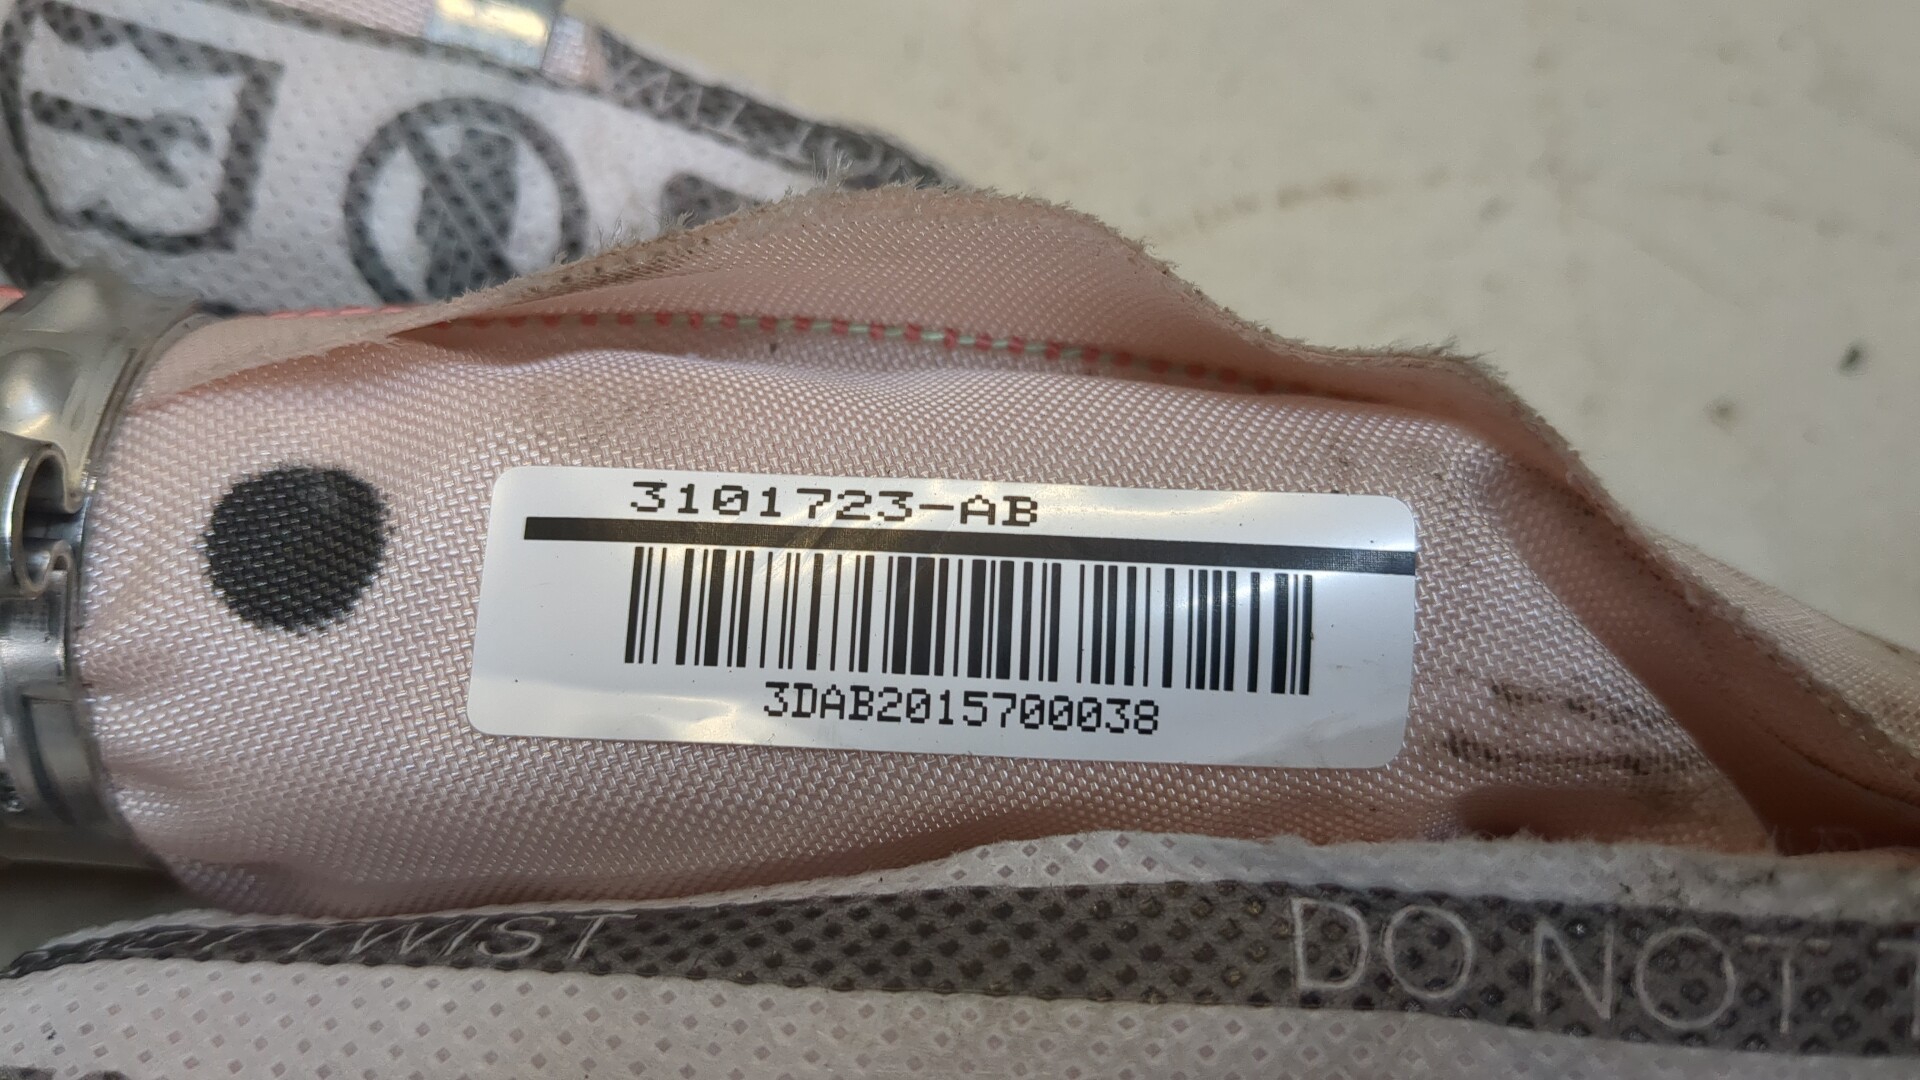 3101723-AB
3DAB2015700038
TWIST
DO NOT